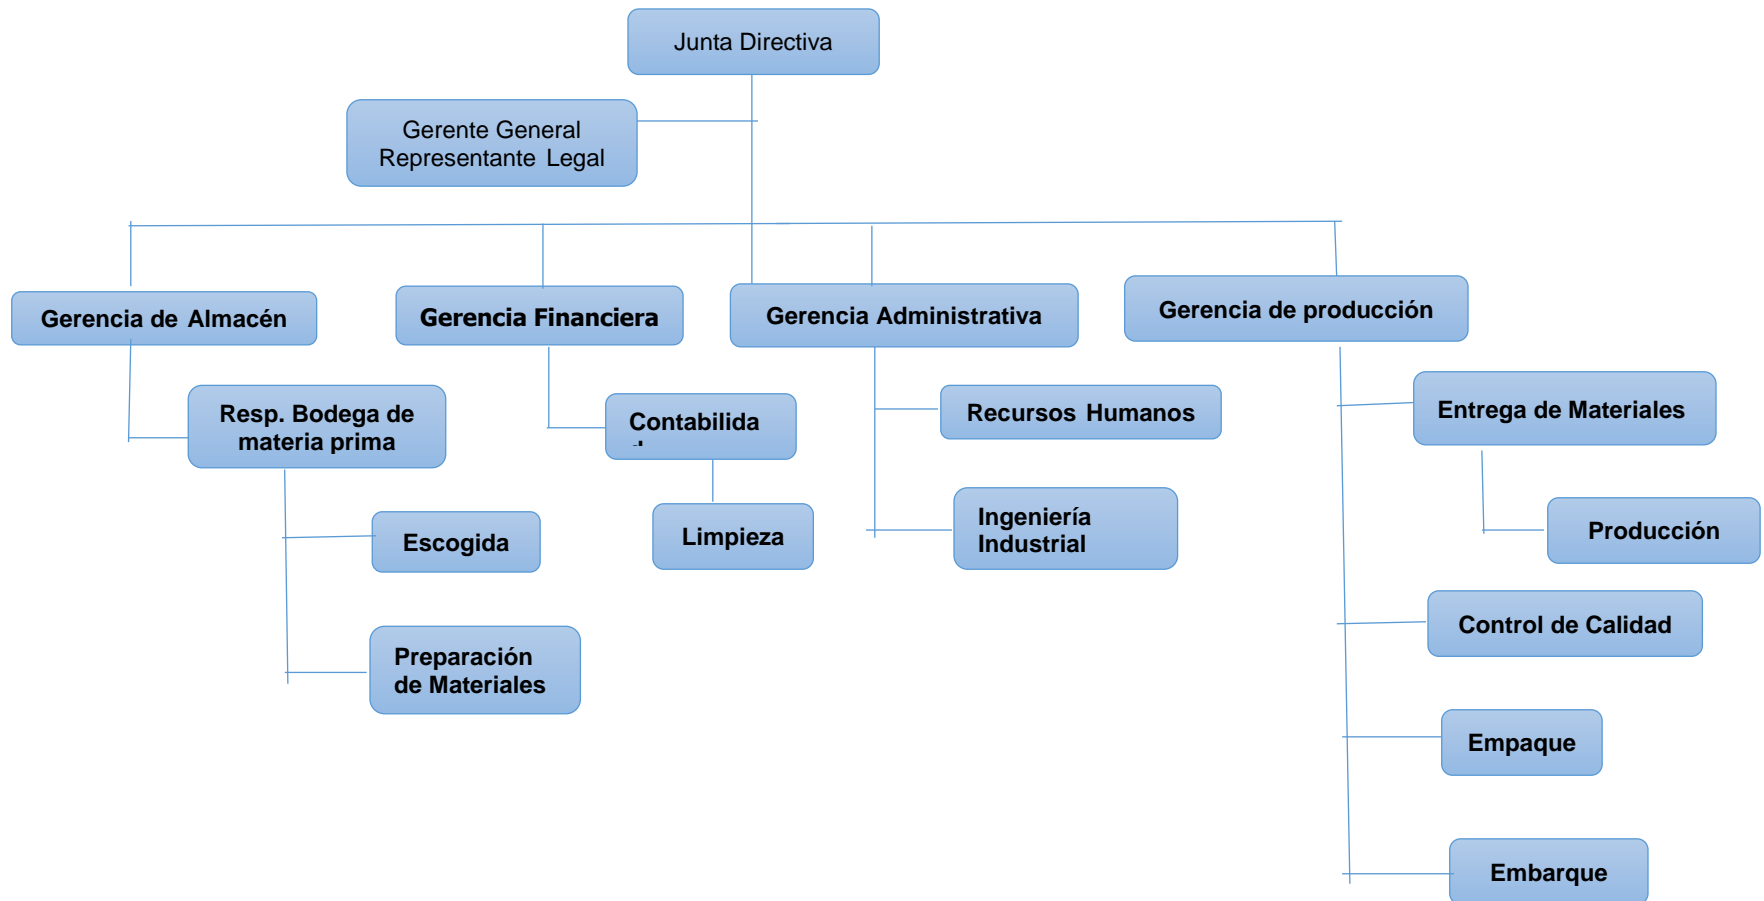 Junta Directiva
Gerente General
Representante Legal
Gerencia de Almacén
Gerencia Financiera
Gerencia Administrativa
Gerencia de producción
Resp. Bodega de
materia prima
Contabilida
Recursos Humanos
Entrega de Materiales
Escogida
Limpieza
Ingeniería
Industrial
Producción
Preparación
de Materiales
Control de Calidad
Empaque
Embarque